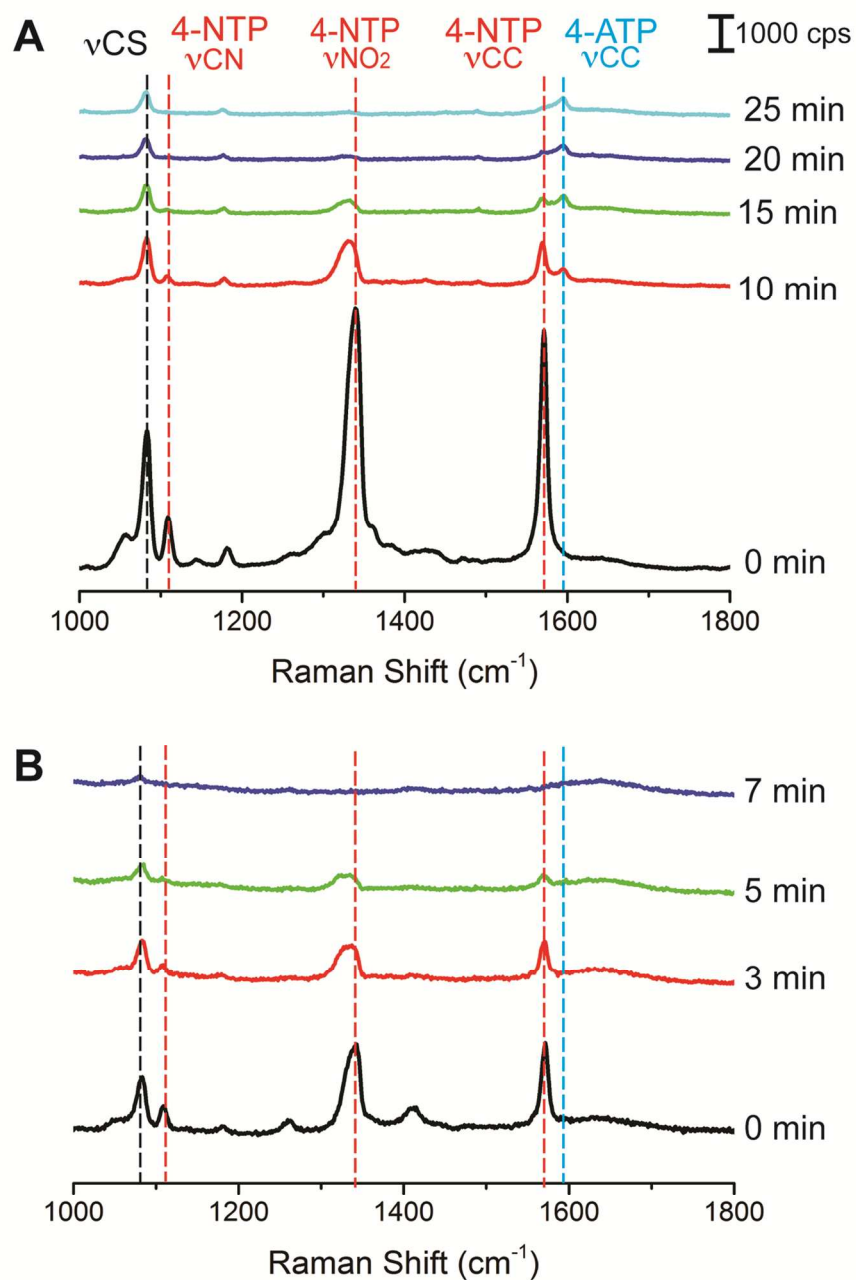 A
νCS
4-NTP
νCN
4-NTP
νNO2
4-NTP
νCC
4-ATP
νCC
1000 cps
25 min
20 min
15 min
10 min
0 min
1000 1200 1400 1600 1800
Raman Shift (cm-1)
B
7 min
5 min
3 min
0 min
1000 1200 1400 1600 1800
Raman Shift (cm-1)